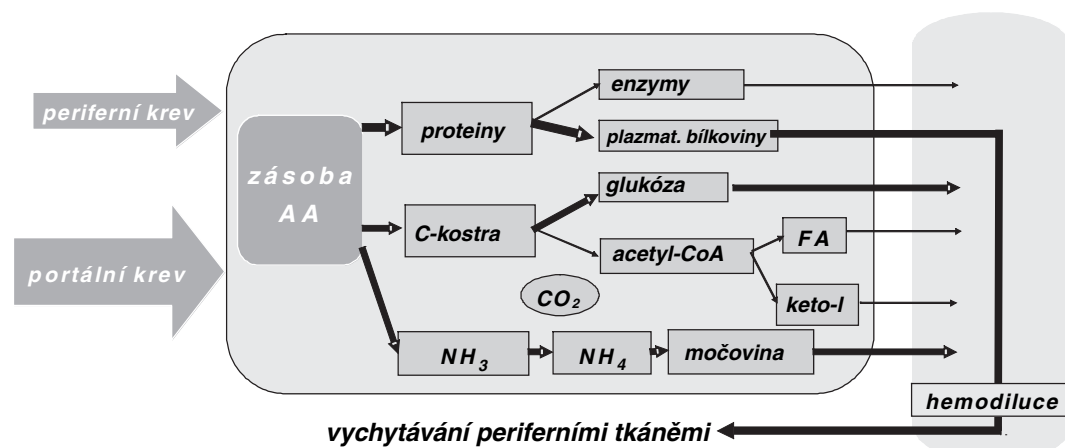 periferní krev
portální krev
zásoba
AA
proteiny
enzymy
plazmat. bílkoviny
C-kostra
glukóza
acetyl-CoA
FA
keto-l
CO₂
NH₃
NH₄
močovina
hemodiluce
vychytávání periferními tkáněmi